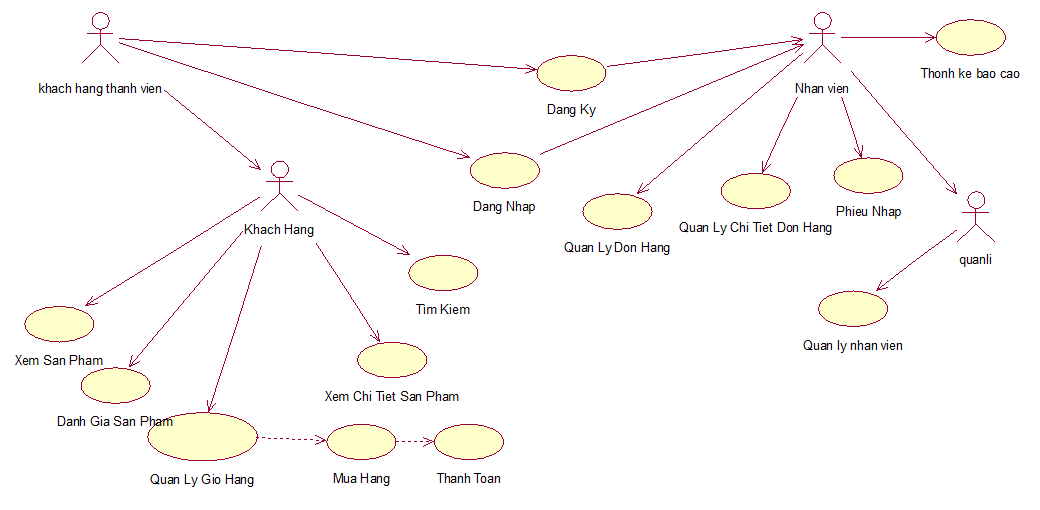 Thonh ke bao cao
khach hang thanh vien
Nhan vien
Dang Ky
Dang Nhap
Phieu Nhap
Quan Ly Chi Tiet Don Hang
Khach Hang
Quan Ly Don Hang
quanli
Tim Kiem
Quan ly nhan vien
Xem San Pham
Xem Chi Tiet San Pham
Danh Gia San Pham
Quan Ly Gio Hang
Mua Hang
Thanh Toan